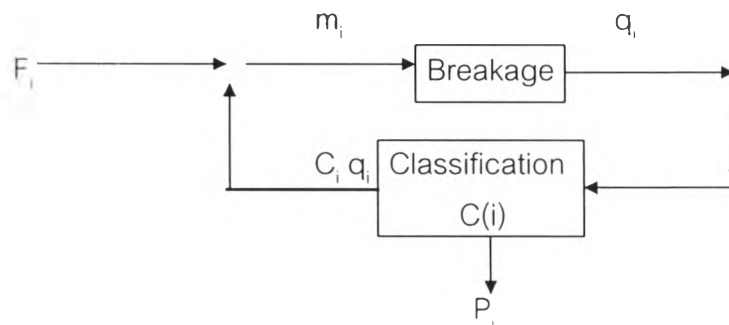 mᵢ
qᵢ
Fᵢ
Breakage
Cᵢ qᵢ
Classification
C(i)
Pᵢ